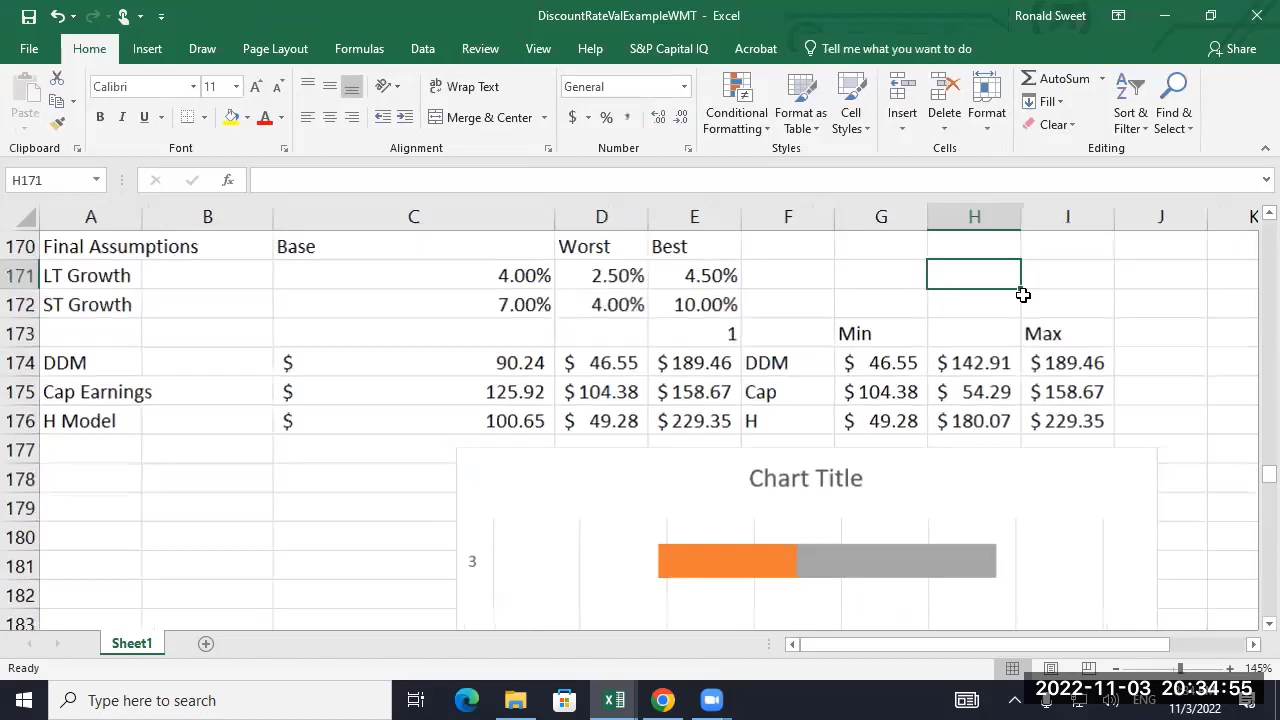 DiscountRateValExampleWMT - Excel
Ronald Sweet
File Home Insert Draw Page Layout Formulas Data Review View Help S&P Capital IQ Acrobat Tell me what you want to do Share
Paste
Clipboard
Calibri 11
B I U
Font
Wrap Text
Merge & Center
Alignment
General
$ % ,
Number
Conditional Formatting
Format as Table
Cell Styles
Styles
Insert Delete Format
Cells
AutoSum
Fill
Clear
Sort & Filter
Find & Select
Editing
H171 fx
A B C D E F G H I J K
170 Final Assumptions Base Worst Best
171 LT Growth 4.00% 2.50% 4.50%
172 ST Growth 7.00% 4.00% 10.00%
173 1 Min Max
174 DDM $ 90.24 $ 46.55 $189.46 DDM $ 46.55 $142.91 $189.46
175 Cap Earnings $ 125.92 $104.38 $158.67 Cap $104.38 $ 54.29 $158.67
176 H Model $ 100.65 $ 49.28 $229.35 H $ 49.28 $180.07 $229.35
177
178 Chart Title
179
180
181 3
182
183
Sheet1
Ready 145%
Type here to search
ENG
2022-11-03 20:34:55
11/3/2022